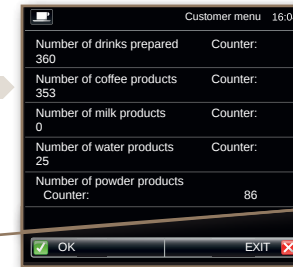 Customer menu 16:0
Number of drinks prepared Counter:
360
Number of coffee products Counter:
353
Number of milk products Counter:
0
Number of water products Counter:
25
Number of powder products
Counter: 86
OK EXIT